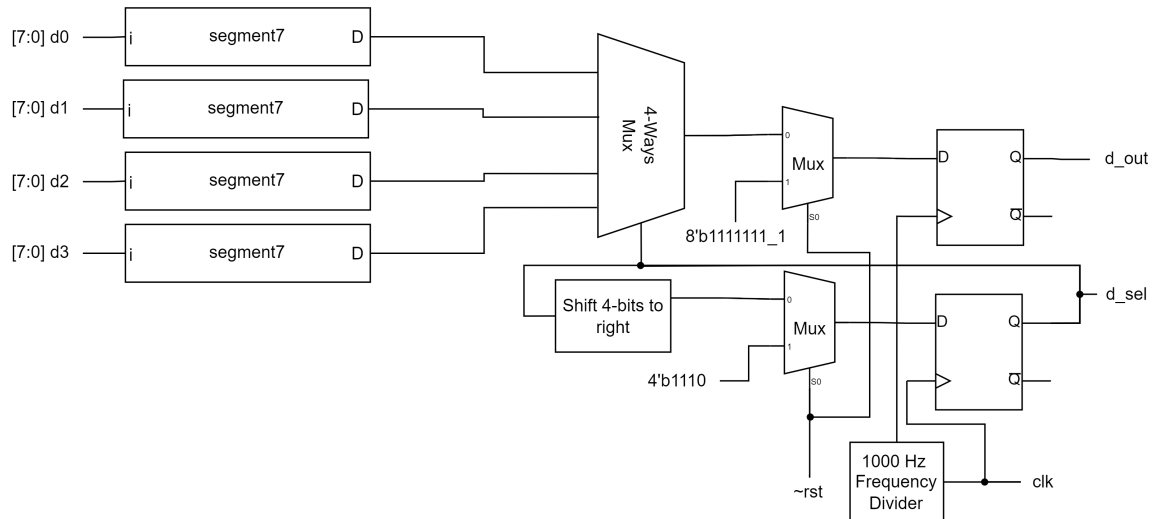 [7:0] d0
i
segment7
D
[7:0] d1
i
segment7
D
[7:0] d2
i
segment7
D
[7:0] d3
i
segment7
D
4-Ways
Mux
0
Mux
1
S0
8'b1111111_1
D
Q
Q
d_out
Shift 4-bits to
right
0
Mux
1
S0
4'b1110
D
Q
Q
d_sel
~rst
1000 Hz
Frequency
Divider
clk